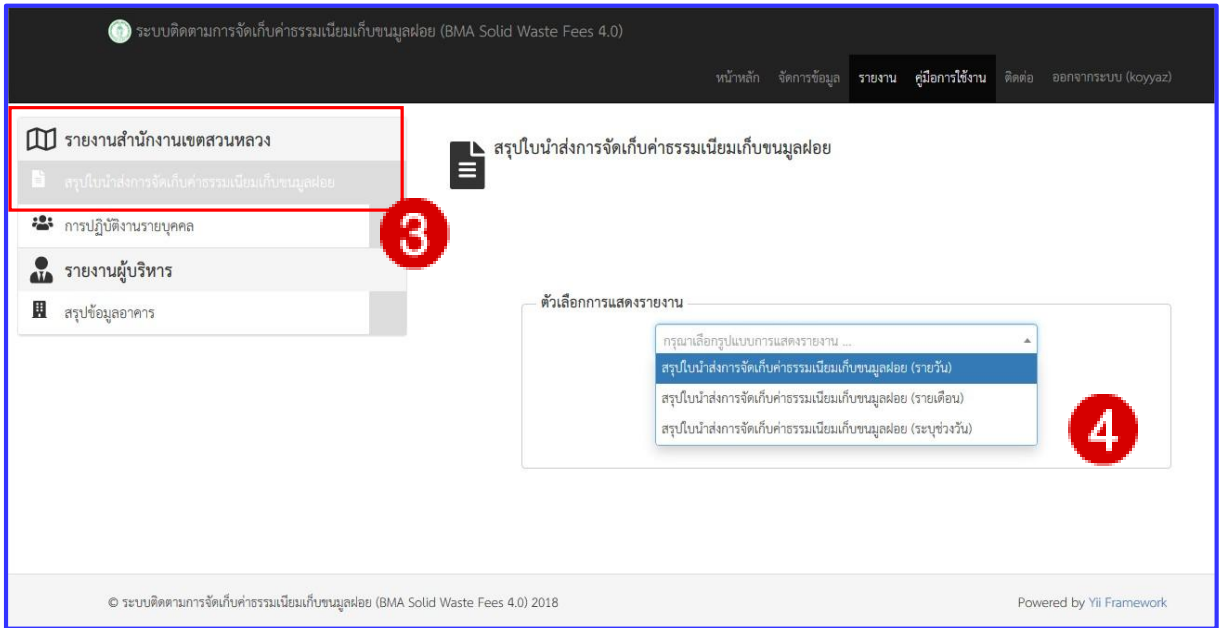 ระบบติดตามการจัดเก็บค่าธรรมเนียมเก็บขนมูลฝอย (BMA Solid Waste Fees 4.0)
หน้าหลัก จัดการข้อมูล รายงาน คู่มือการใช้งาน ติดต่อ ออกจากระบบ (koyyaz)
รายงานสำนักงานเขตสวนหลวง
สรุปใบนำส่งการจัดเก็บค่าธรรมเนียมเก็บขนมูลฝอย
การปฏิบัติงานรายบุคคล
รายงานผู้บริหาร
สรุปข้อมูลอาคาร
3
สรุปใบนำส่งการจัดเก็บค่าธรรมเนียมเก็บขนมูลฝอย
ตัวเลือกการแสดงรายงาน
กรุณาเลือกรูปแบบการแสดงรายงาน ...
สรุปใบนำส่งการจัดเก็บค่าธรรมเนียมเก็บขนมูลฝอย (รายวัน)
สรุปใบนำส่งการจัดเก็บค่าธรรมเนียมเก็บขนมูลฝอย (รายเดือน)
สรุปใบนำส่งการจัดเก็บค่าธรรมเนียมเก็บขนมูลฝอย (ระบุช่วงวัน)
4
© ระบบติดตามการจัดเก็บค่าธรรมเนียมเก็บขนมูลฝอย (BMA Solid Waste Fees 4.0) 2018
Powered by Yii Framework